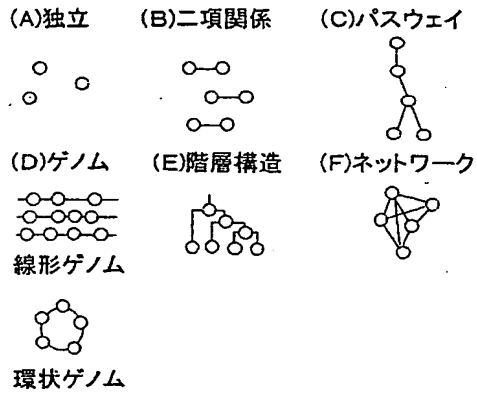 (A)独立 (B)二項関係 (C)パスウェイ
(D)ゲノム (E)階層構造 (F)ネットワーク
線形ゲノム
環状ゲノム